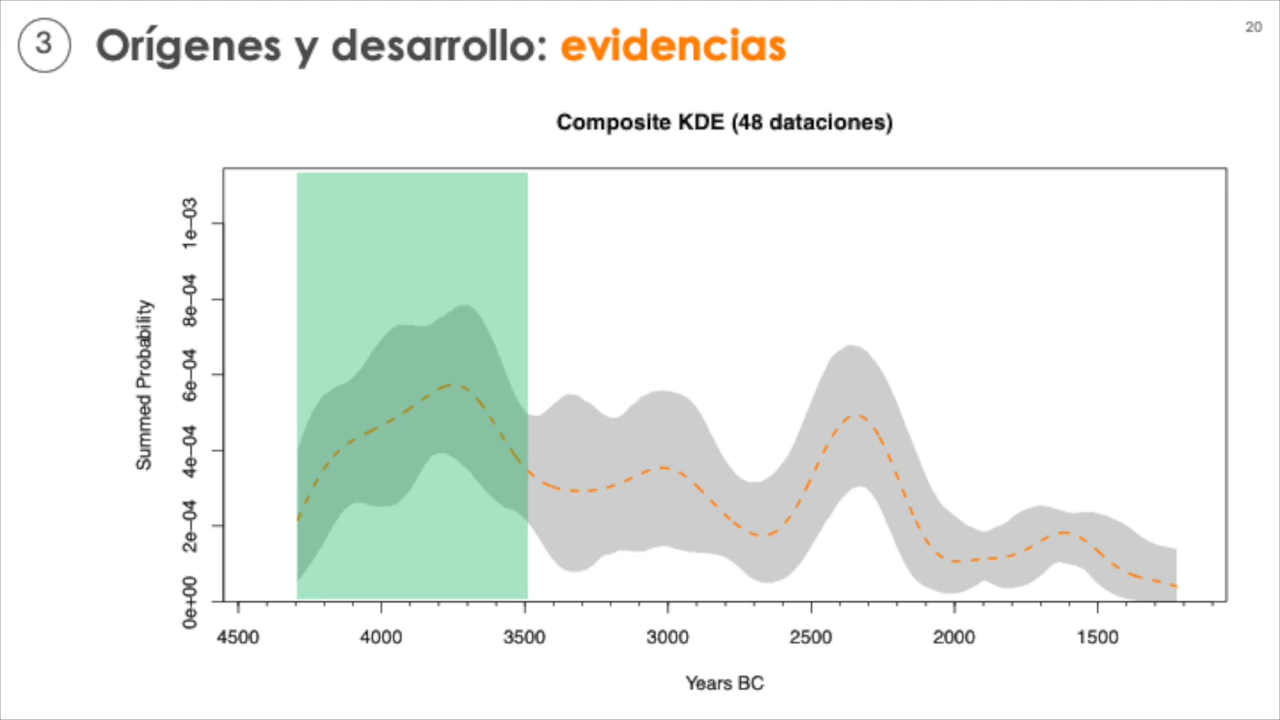 3
Orígenes y desarrollo: evidencias
20
Composite KDE (48 dataciones)
Summed Probability
1e−03
8e−04
6e−04
4e−04
2e−04
0e+00
4500 4000 3500 3000 2500 2000 1500
Years BC